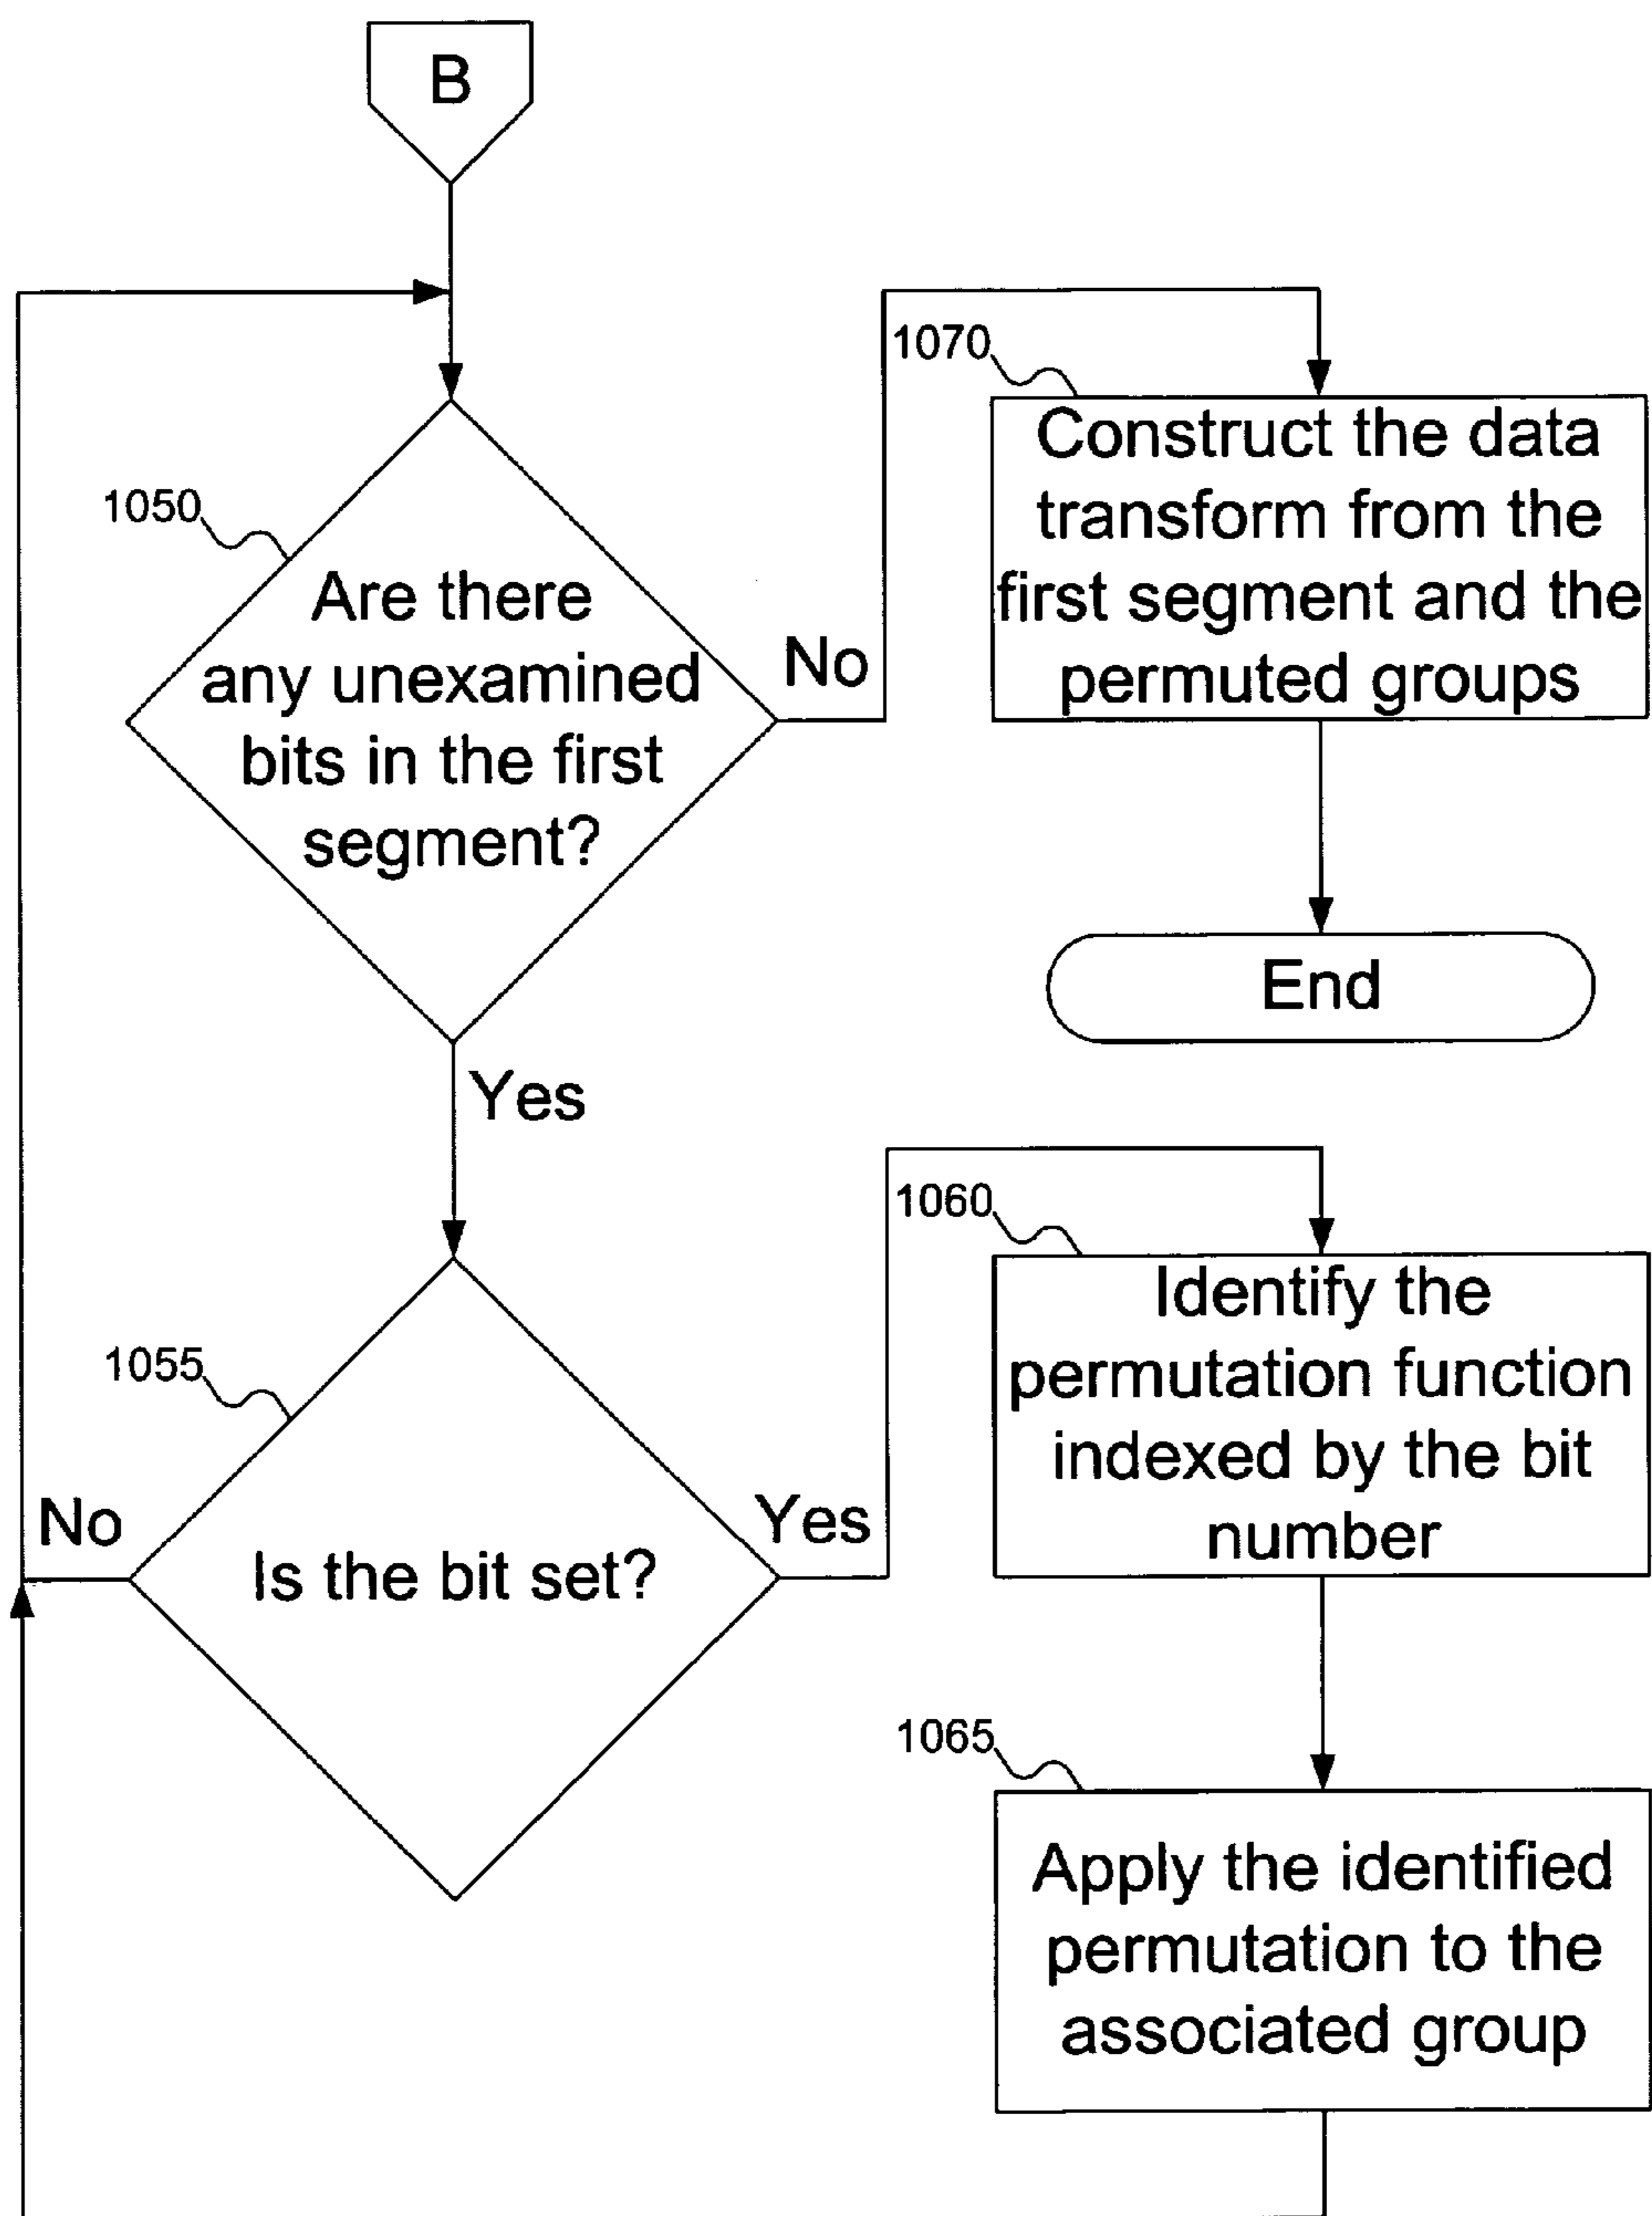 B
1050
Are there
any unexamined
bits in the first
segment?
No
1070
Construct the data
transform from the
first segment and the
permuted groups
End
Yes
1055
Is the bit set?
No
Yes
1060
Identify the
permutation function
indexed by the bit
number
1065
Apply the identified
permutation to the
associated group